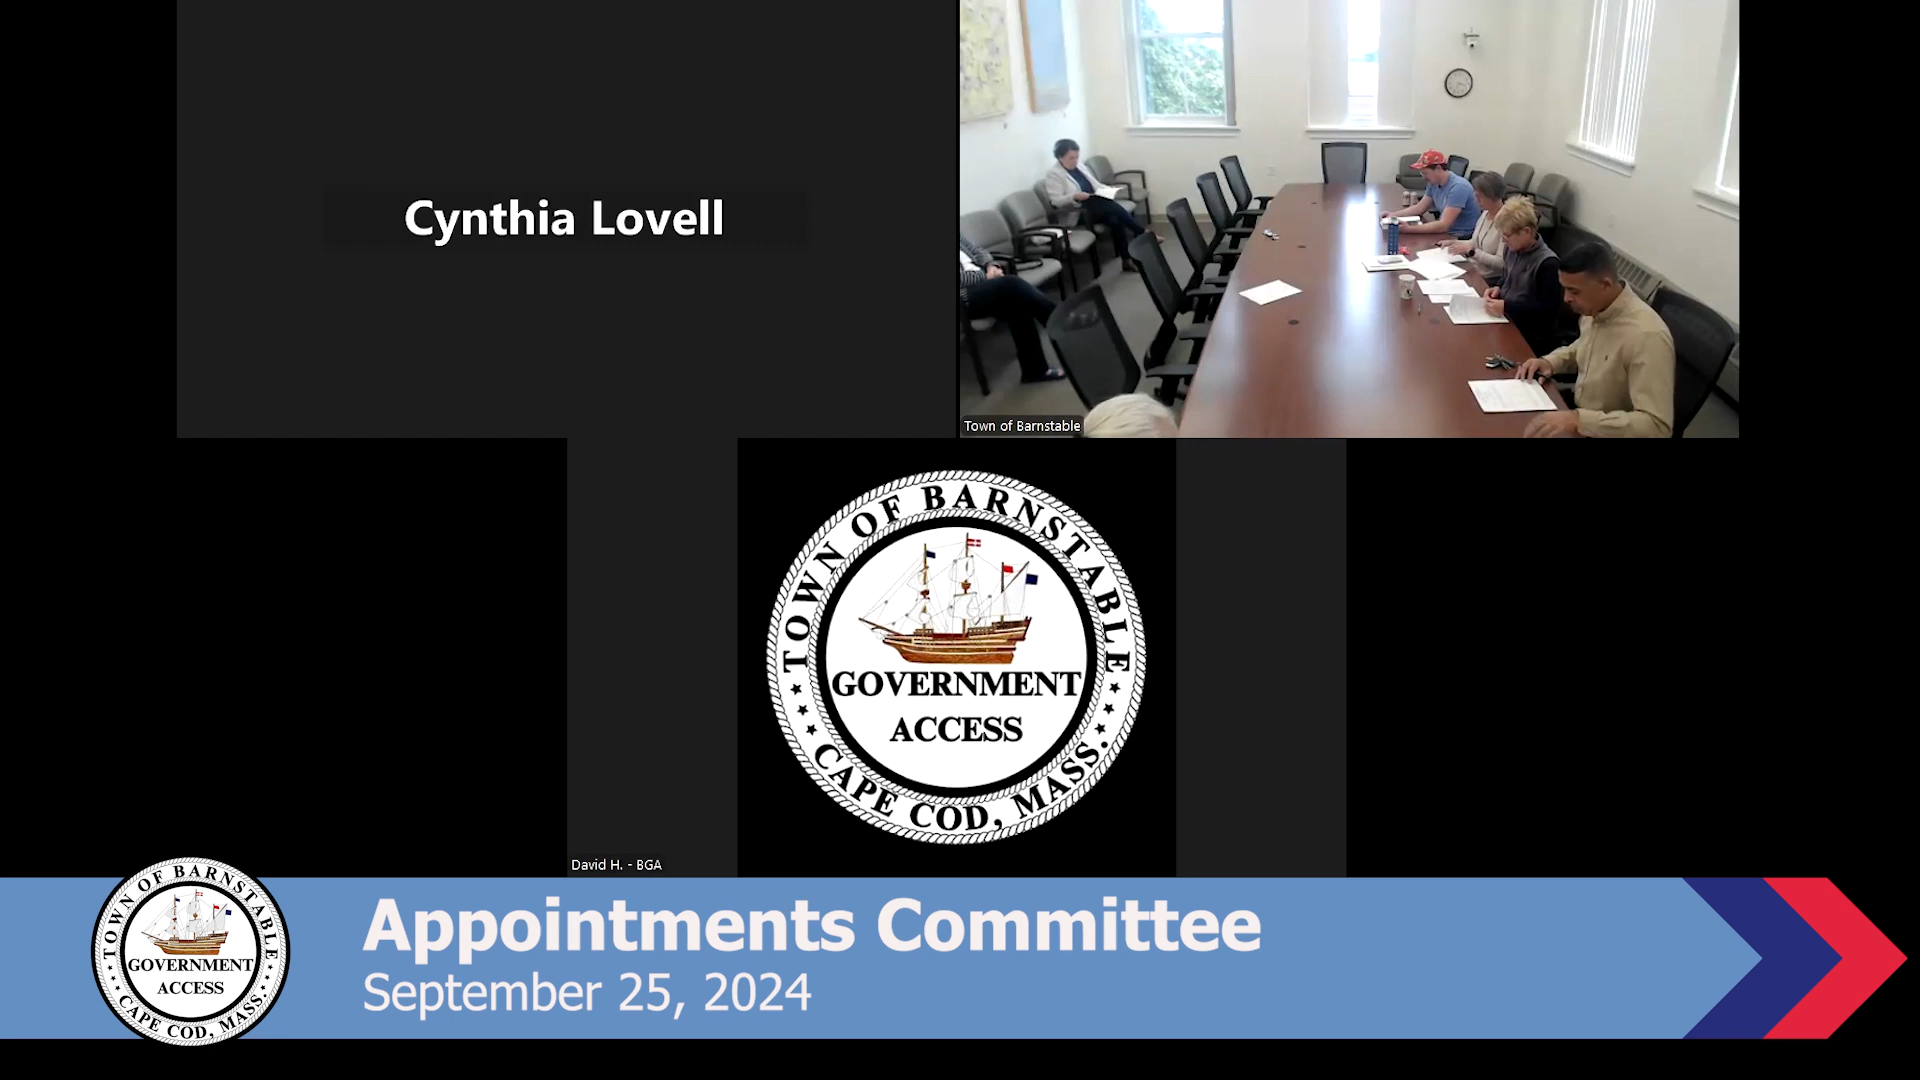 Cynthia Lovell
Town of Barnstable
TOWN OF BARNSTABLE
GOVERNMENT
ACCESS
CAPE COD, MASS.
David H. - BGA
TOWN OF BARNSTABLE
GOVERNMENT
ACCESS
CAPE COD, MASS.
Appointments Committee
September 25, 2024